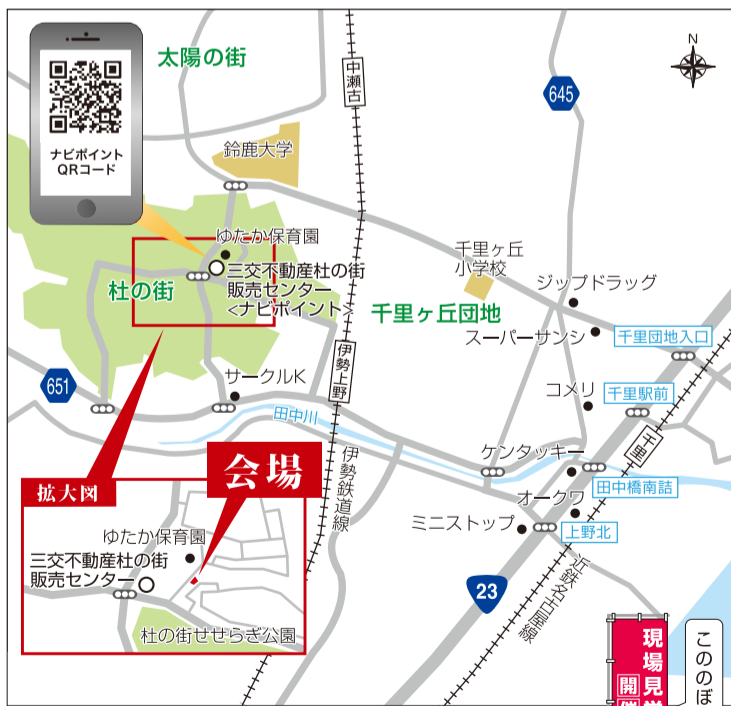 太陽の街
ナビポイント
QRコード
中瀬古
645
N
鈴鹿大学
ゆたか保育園
三交不動産杜の街
販売センター
<ナビポイント>
杜の街
千里ヶ丘
小学校
千里ヶ丘団地
ジップドラッグ
スーパーサンシ
千里団地入口
651
サークルK
伊勢上野
コメリ
千里駅前
田中川
千里
ケンタッキー
田中橋南詰
伊勢鉄道線
オークワ
ミニストップ
上野北
23
近鉄名古屋線
拡大図
会場
ゆたか保育園
三交不動産杜の街
販売センター
杜の街せせらぎ公園
現場見学
開催
こののぼ